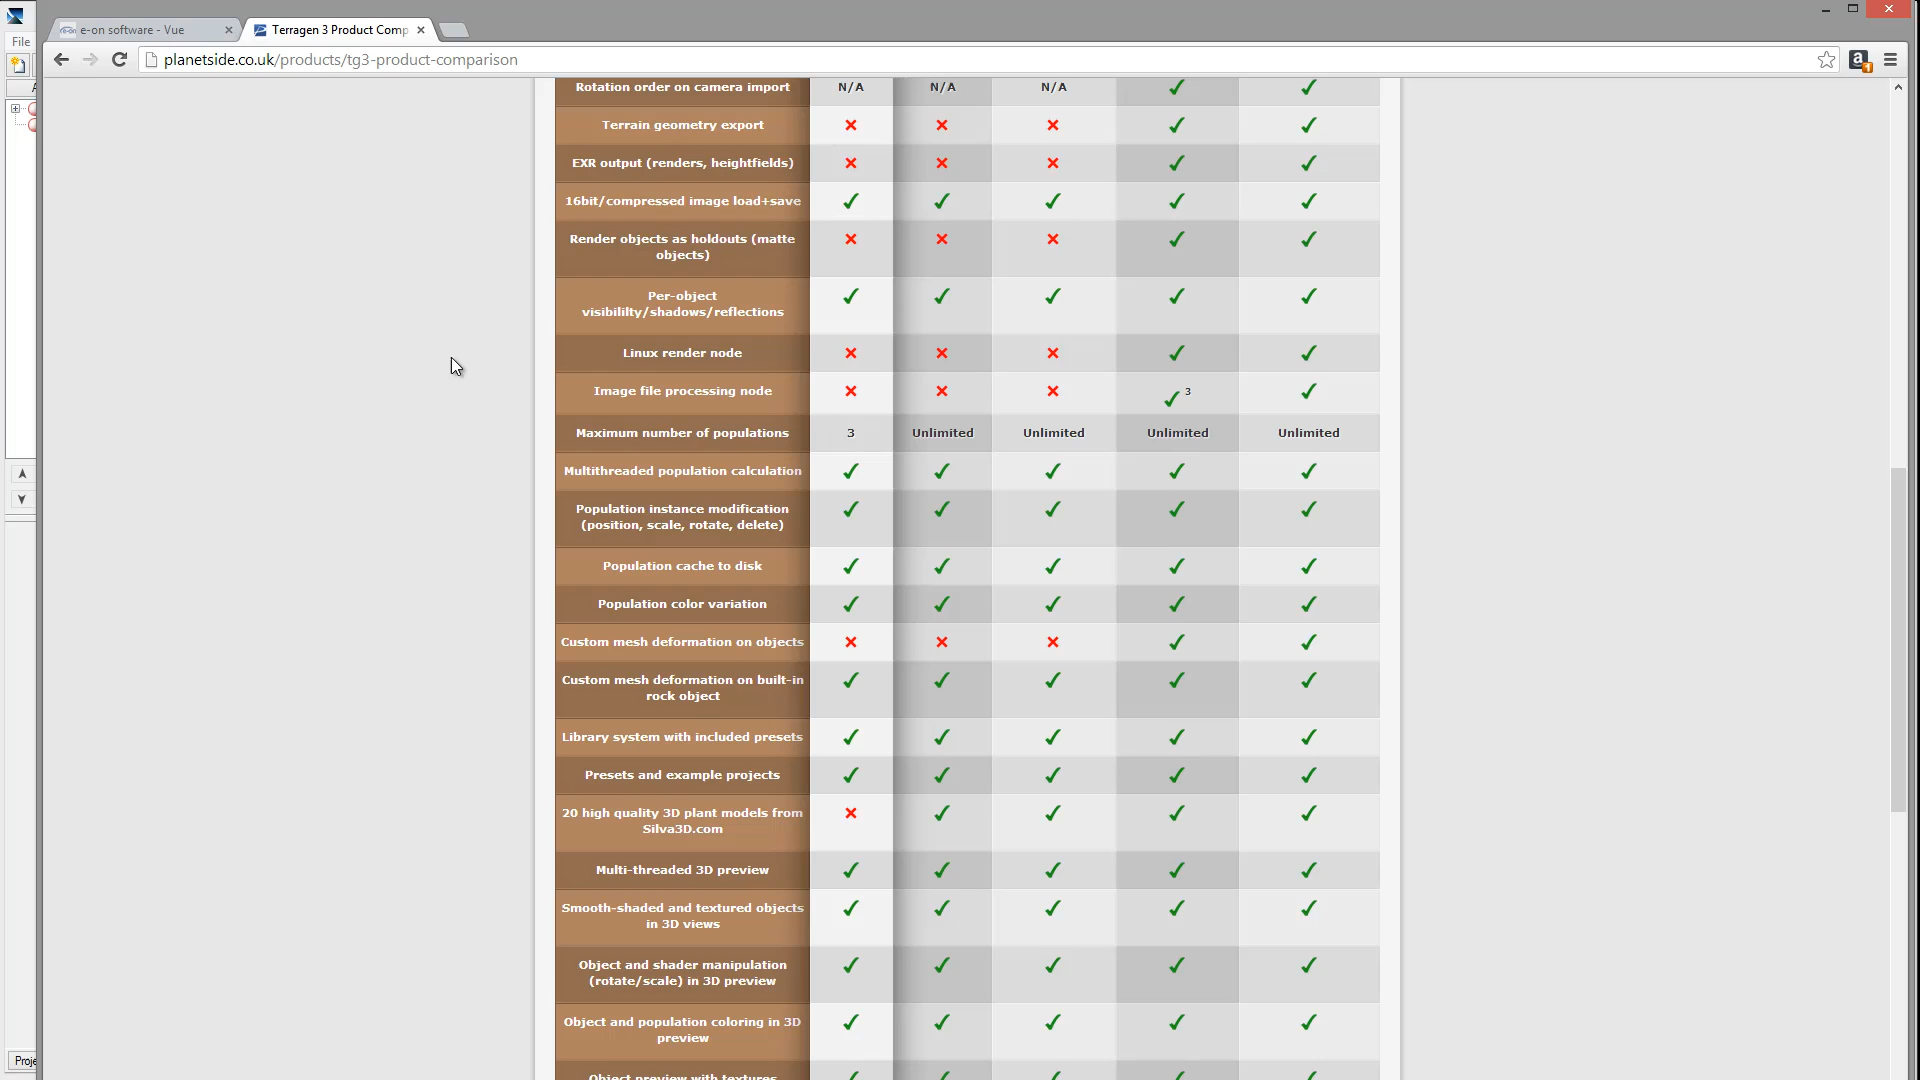 e-on software - Vue
Terragen 3 Product Comp
File
planetside.co.uk/products/tg3-product-comparison
Rotation order on camera import N/A N/A N/A
Terrain geometry export
EXR output (renders, heightfields)
16bit/compressed image load+save
Render objects as holdouts (matte
objects)
Per-object
visibililty/shadows/reflections
Linux render node
Image file processing node 3
Maximum number of populations 3 Unlimited Unlimited Unlimited Unlimited
Multithreaded population calculation
Population instance modification
(position, scale, rotate, delete)
Population cache to disk
Population color variation
Custom mesh deformation on objects
Custom mesh deformation on built-in
rock object
Library system with included presets
Presets and example projects
20 high quality 3D plant models from
Silva3D.com
Multi-threaded 3D preview
Smooth-shaded and textured objects
in 3D views
Object and shader manipulation
(rotate/scale) in 3D preview
Object and population coloring in 3D
preview
Proje
Object preview with textures